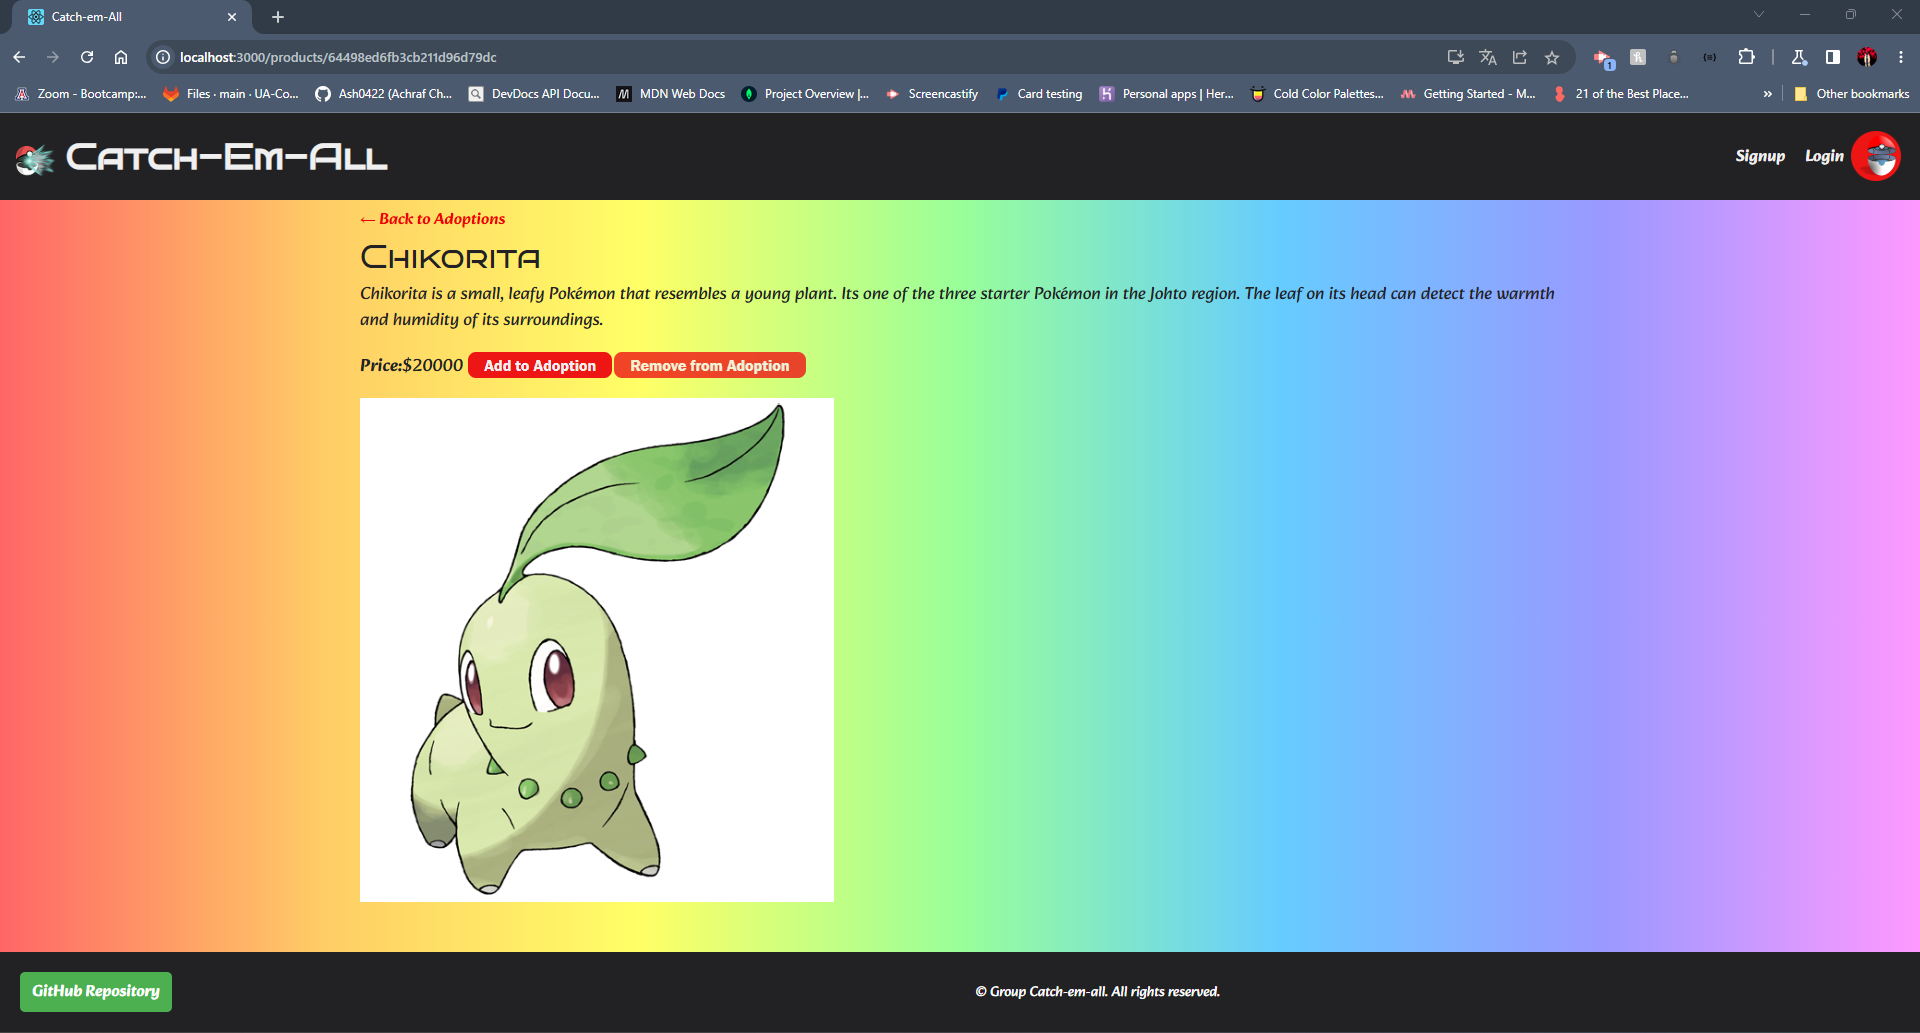 Catch-em-All
localhost:3000/products/64498ed6fb3cb211d96d79dc
1
Zoom - Bootcamp:... Files · main · UA-Co... Ash0422 (Achraf Ch... DevDocs API Docu... MDN Web Docs Project Overview |... Screencastify Card testing Personal apps | Her... Cold Color Palettes... Getting Started - M... 21 of the Best Place... » Other bookmarks
Catch-Em-All Signup Login
← Back to Adoptions
Chikorita
Chikorita is a small, leafy Pokémon that resembles a young plant. Its one of the three starter Pokémon in the Johto region. The leaf on its head can detect the warmth
and humidity of its surroundings.
Price:$20000 Add to Adoption Remove from Adoption
GitHub Repository © Group Catch-em-all. All rights reserved.